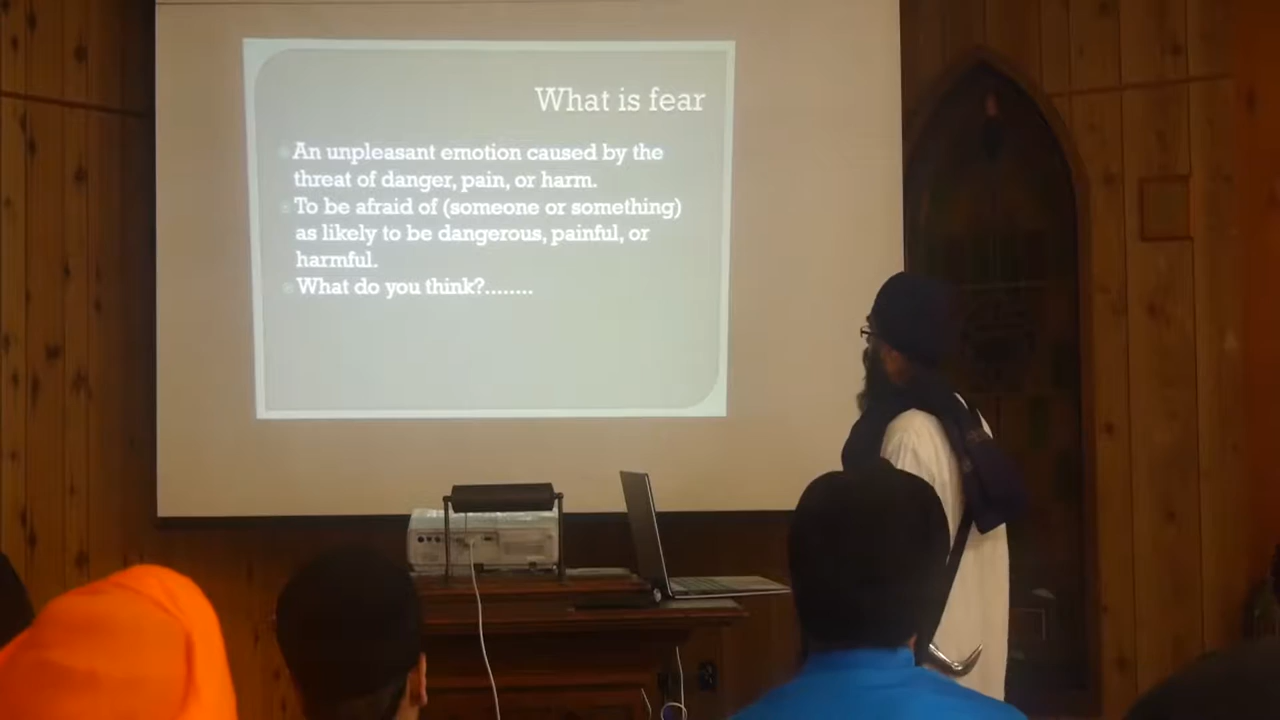 What is fear
An unpleasant emotion caused by the
threat of danger, pain, or harm.
To be afraid of (someone or something)
as likely to be dangerous, painful, or
harmful.
What do you think?........